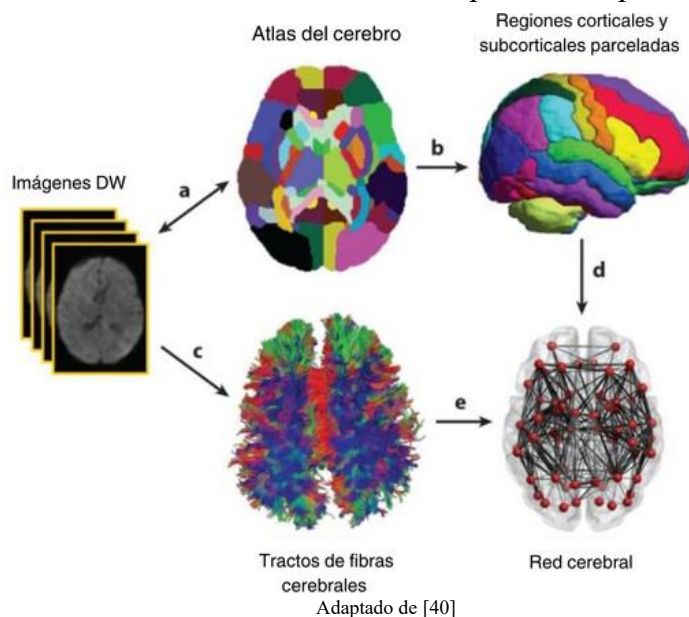 Regiones corticales y
subcorticales parceladas
Atlas del cerebro
b
Imágenes DW
a
d
c
e
Tractos de fibras
cerebrales
Red cerebral
Adaptado de [40]